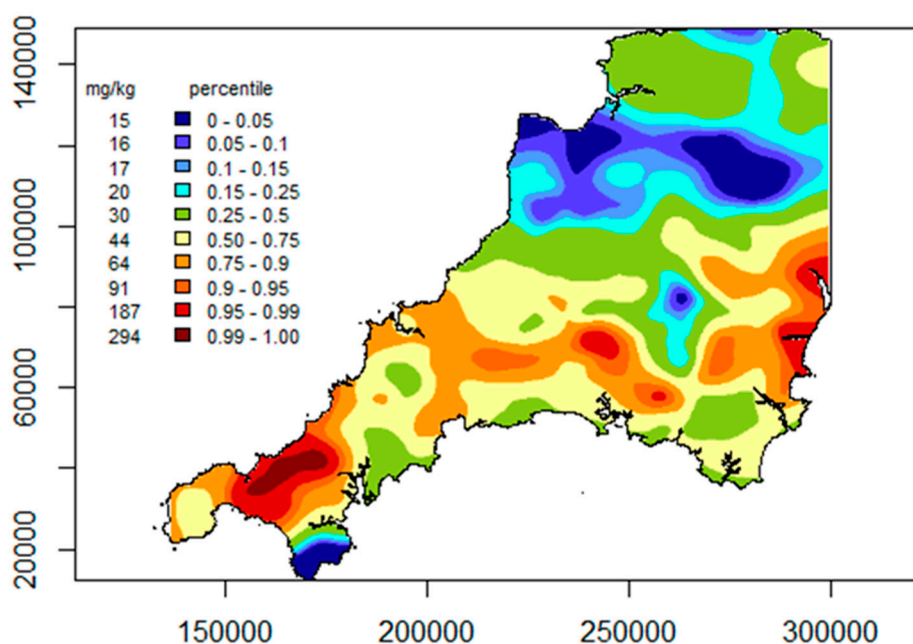 140000
100000
60000
20000
mg/kg percentile
15 0 - 0.05
16 0.05 - 0.1
17 0.1 - 0.15
20 0.15 - 0.25
30 0.25 - 0.5
44 0.50 - 0.75
64 0.75 - 0.9
91 0.9 - 0.95
187 0.95 - 0.99
294 0.99 - 1.00
150000 200000 250000 300000